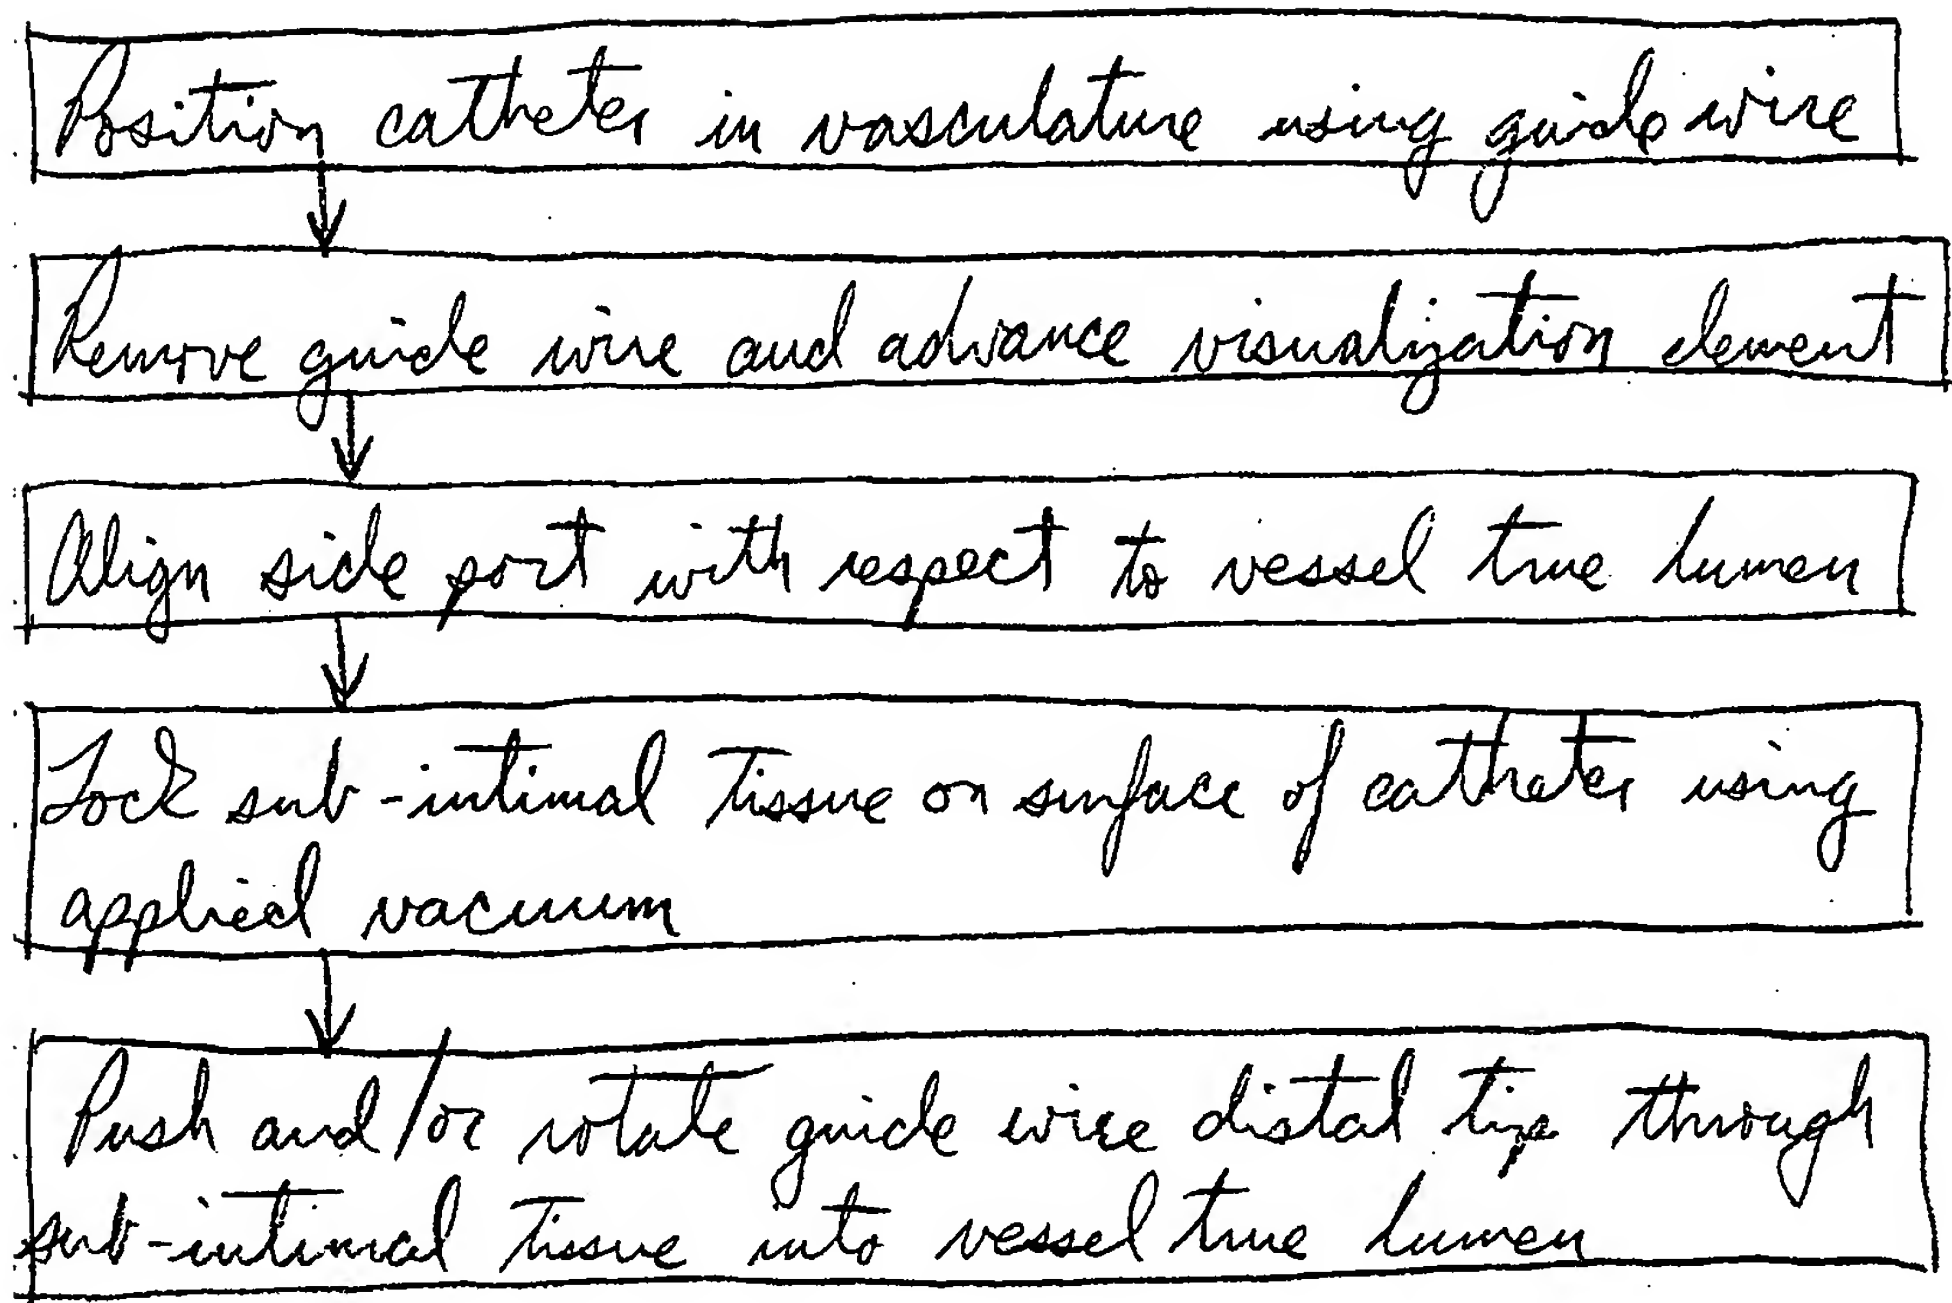 Position catheter in vasculature using guide wire
Remove guide wire and advance visualization element
Align side port with respect to vessel true lumen
Lock sub-intimal tissue on surface of catheter using
applied vacuum
Push and/or rotate guide wire distal tip through
sub-intimal tissue into vessel true lumen